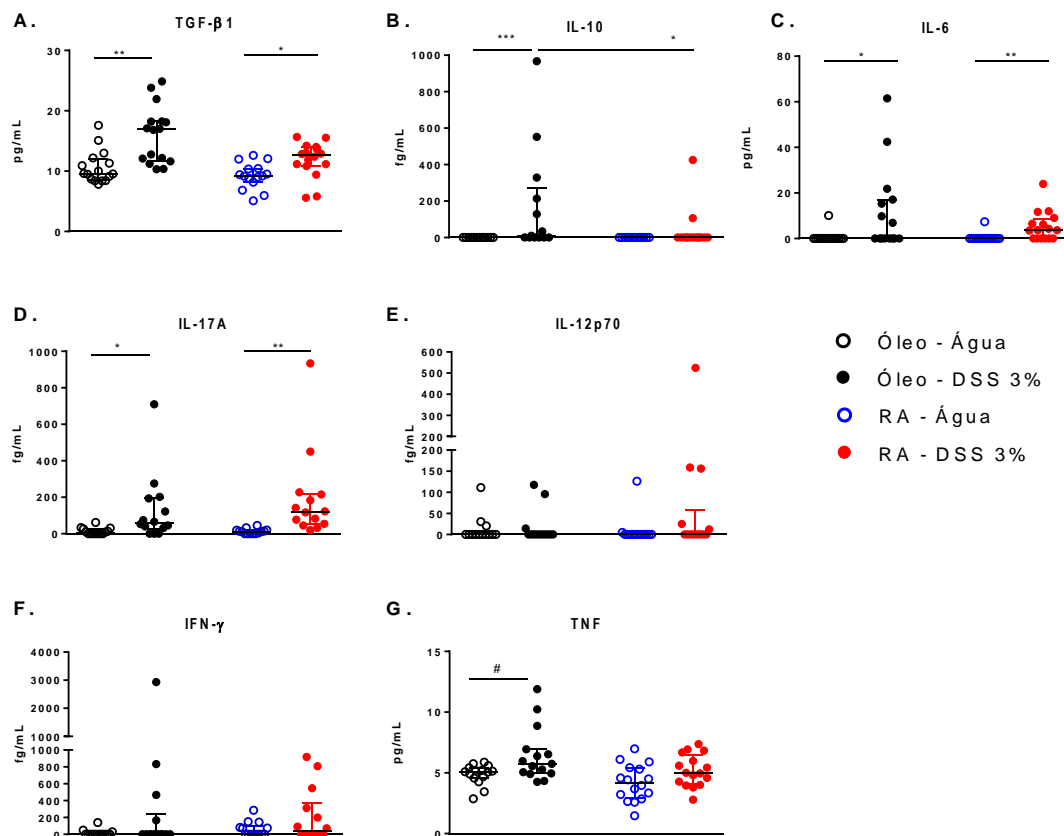 A.
TGF-β1
pg/mL
30
20
10
0
**
*
B.
IL-10
fg/mL
1000
800
600
400
200
0
***
*
C.
IL-6
pg/mL
80
60
40
20
0
*
**
D.
IL-17A
fg/mL
1000
800
600
400
200
0
*
**
E.
IL-12p70
fg/mL
600
500
400
300
200
200
150
100
50
0
Óleo - Água
Óleo - DSS 3%
RA - Água
RA - DSS 3%
F.
IFN-γ
fg/mL
4000
3000
2000
1000
1000
800
600
400
200
0
G.
TNF
pg/mL
15
10
5
0
#